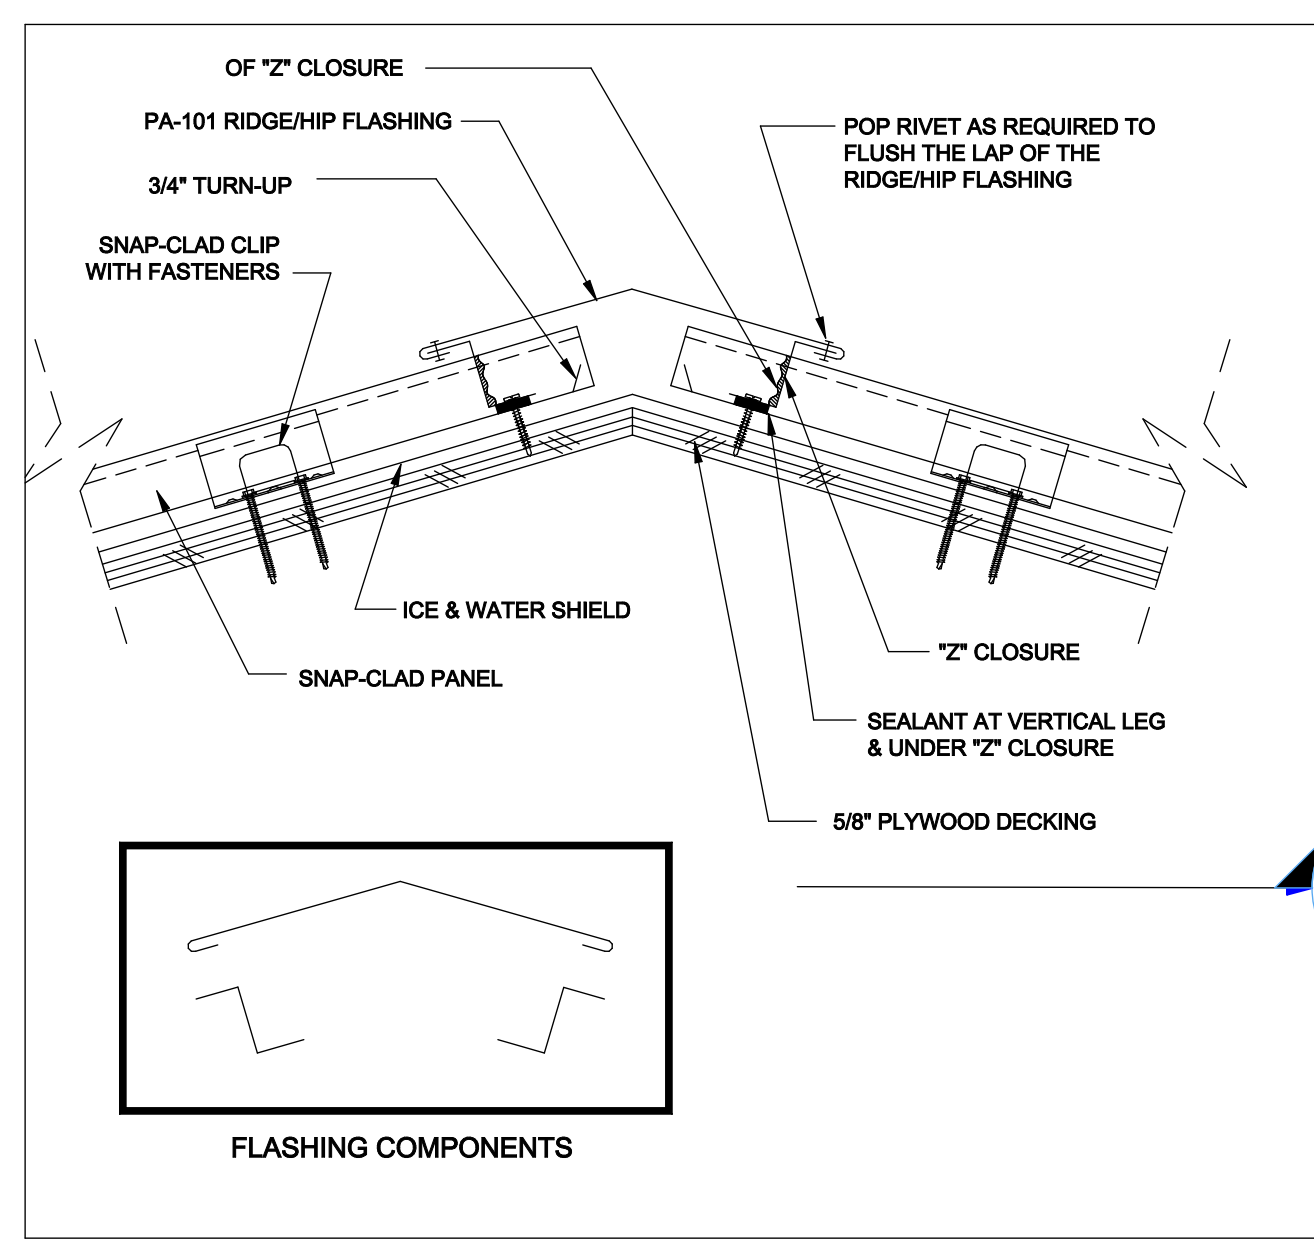 OF "Z" CLOSURE
PA-101 RIDGE/HIP FLASHING
3/4" TURN-UP
SNAP-CLAD CLIP
WITH FASTENERS
POP RIVET AS REQUIRED TO
FLUSH THE LAP OF THE
RIDGE/HIP FLASHING
ICE & WATER SHIELD
SNAP-CLAD PANEL
"Z" CLOSURE
SEALANT AT VERTICAL LEG
& UNDER "Z" CLOSURE
5/8" PLYWOOD DECKING
FLASHING COMPONENTS